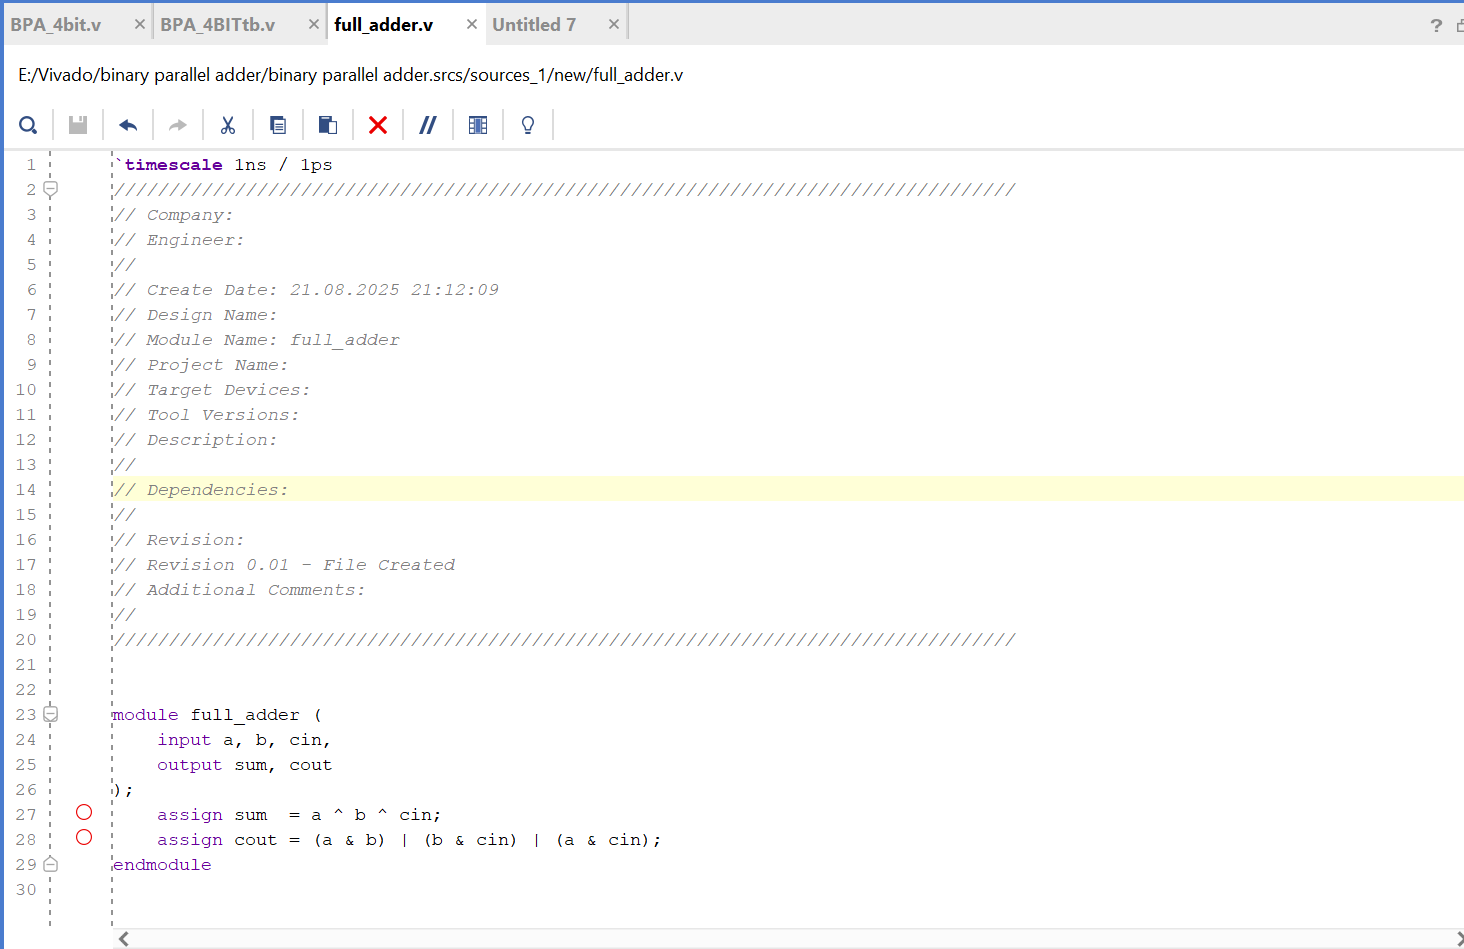 BPA_4bit.v × BPA_4BITtb.v × full_adder.v × Untitled 7 × ?
E:/Vivado/binary parallel adder/binary parallel adder.srcs/sources_1/new/full_adder.v
1 `timescale 1ns / 1ps
2 //////////////////////////////////////////////////////////////////////////////////
3 // Company:
4 // Engineer:
5 //
6 // Create Date: 21.08.2025 21:12:09
7 // Design Name:
8 // Module Name: full_adder
9 // Project Name:
10 // Target Devices:
11 // Tool Versions:
12 // Description:
13 //
14 // Dependencies:
15 //
16 // Revision:
17 // Revision 0.01 - File Created
18 // Additional Comments:
19 //
20 //////////////////////////////////////////////////////////////////////////////////
21
22
23 module full_adder (
24     input a, b, cin,
25     output sum, cout
26 );
27     assign sum  = a ^ b ^ cin;
28     assign cout = (a & b) | (b & cin) | (a & cin);
29 endmodule
30